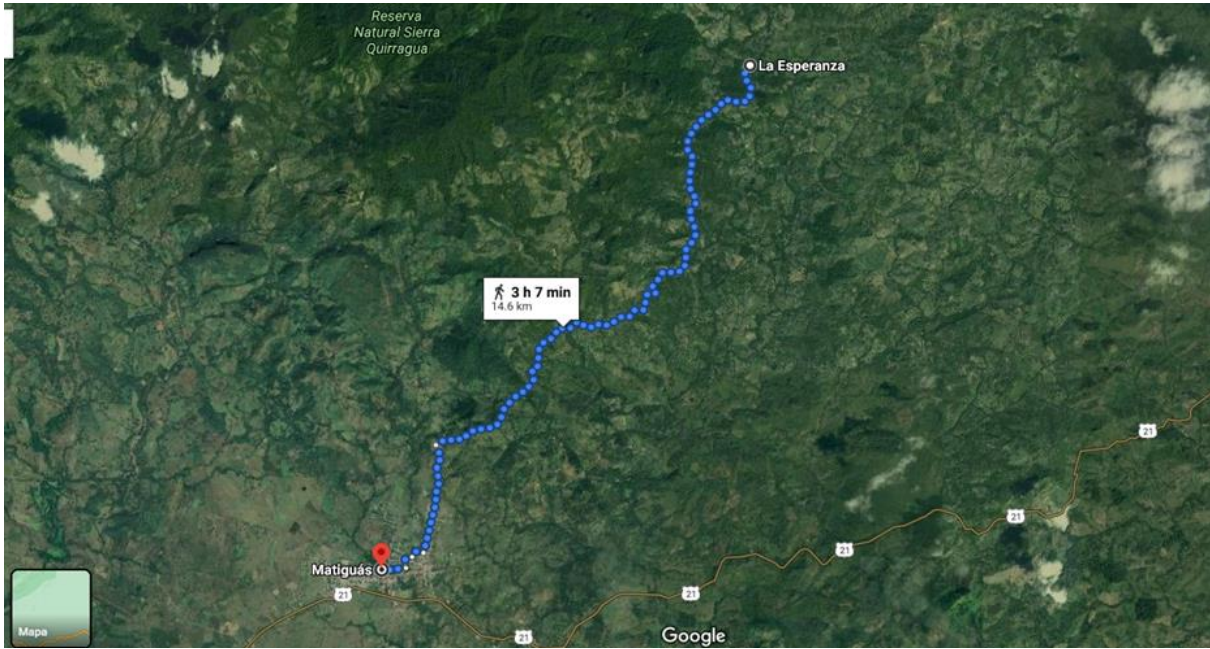 Reserva
Natural Sierra
Quirragua
La Esperanza
3 h 7 min
14.6 km
21
21
21
21
Matiguás
21
21
Mapa
Google